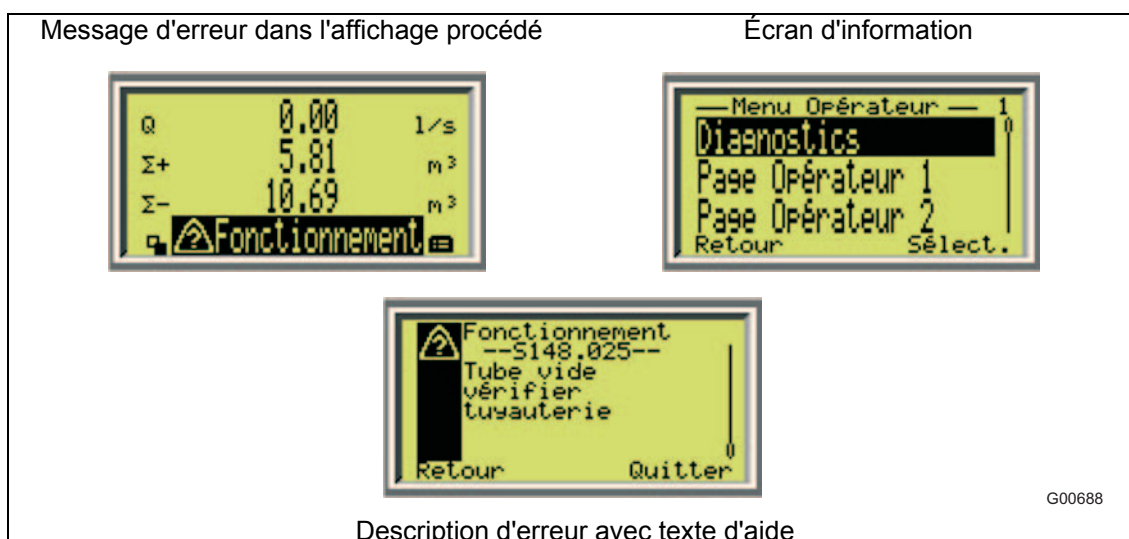 Message d'erreur dans l'affichage procédé
Écran d'information
Q 0.00 l/s
Σ+ 5.81 m³
Σ- 10.69 m³
Fonctionnement
Menu Opérateur 1
Diagnostics
Page Opérateur 1
Page Opérateur 2
Retour Sélect.
Fonctionnement
--S148.025--
Tube vide
vérifier
tuyauterie
Retour Quitter
G00688
Description d'erreur avec texte d'aide